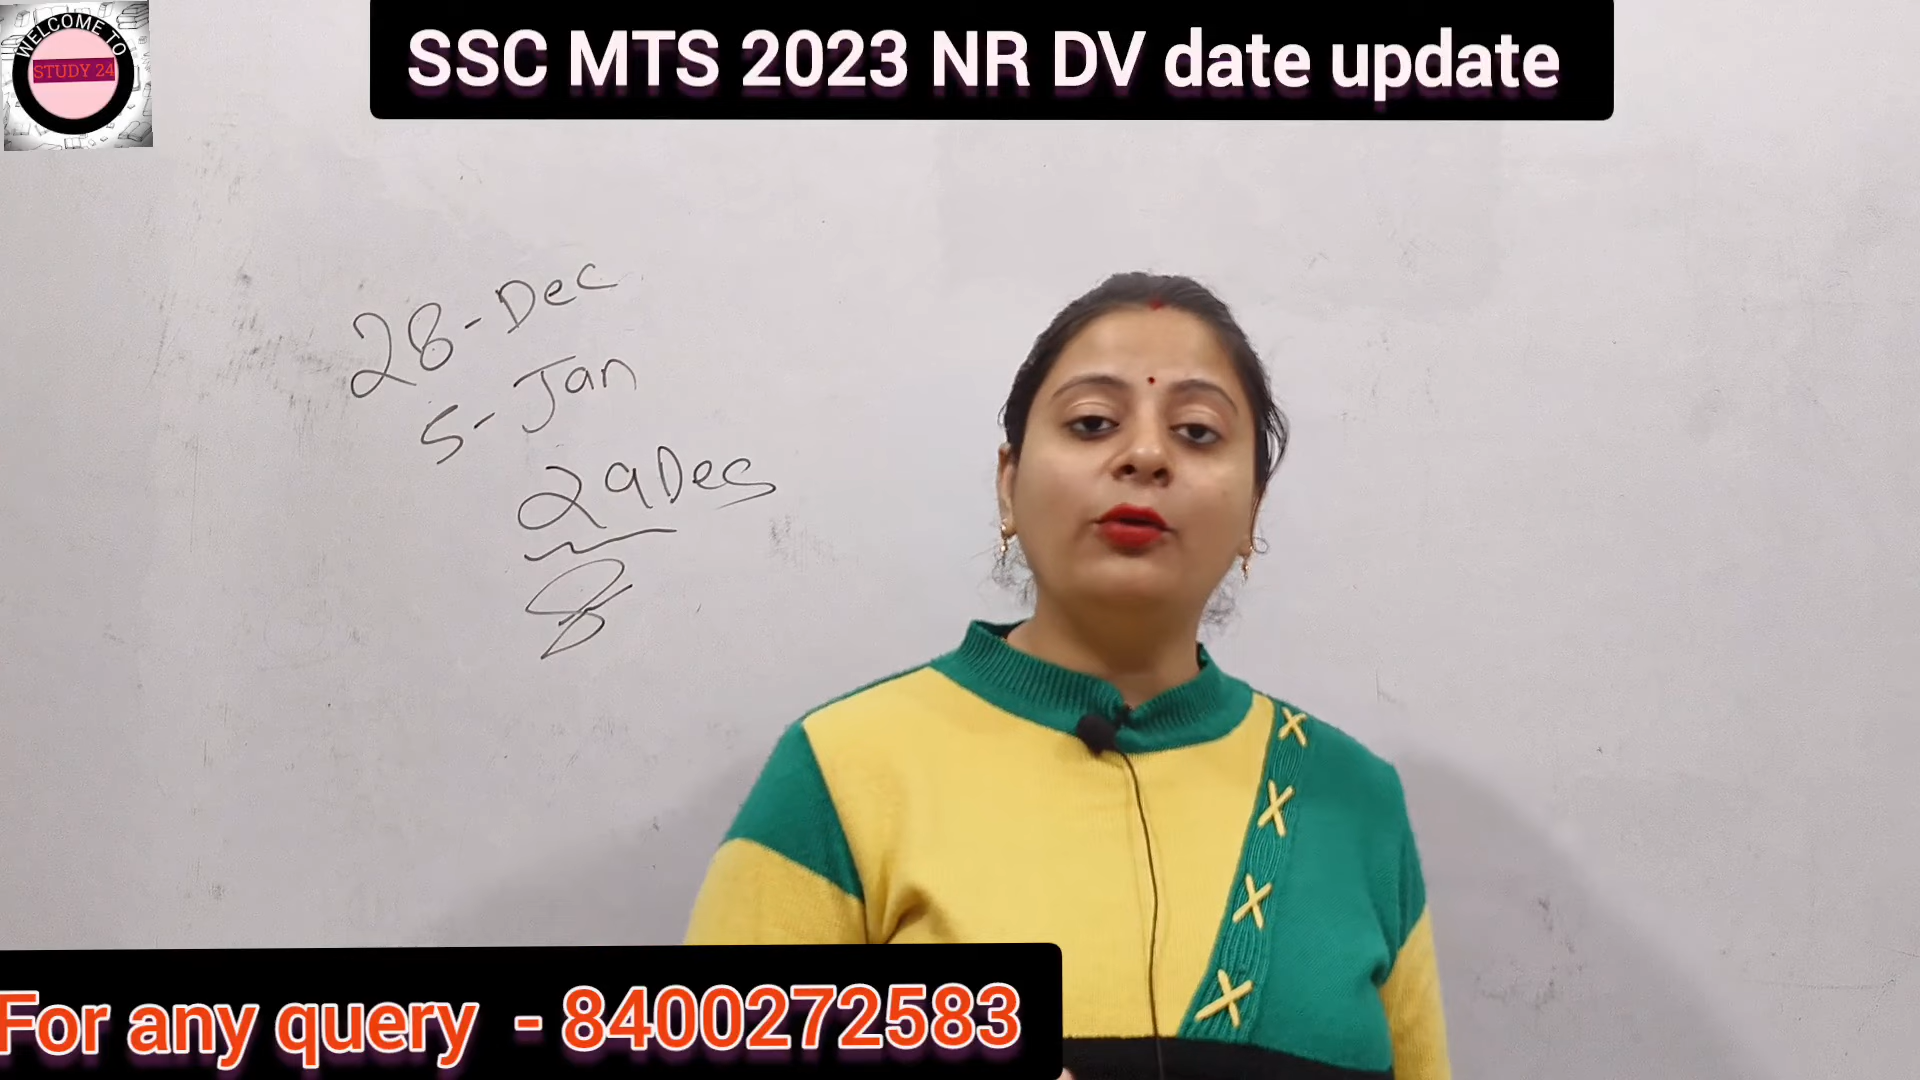 WELCOME TO
STUDY 24
SSC MTS 2023 NR DV date update
28-Dec
5-Jan
29Dec
For any query - 8400272583